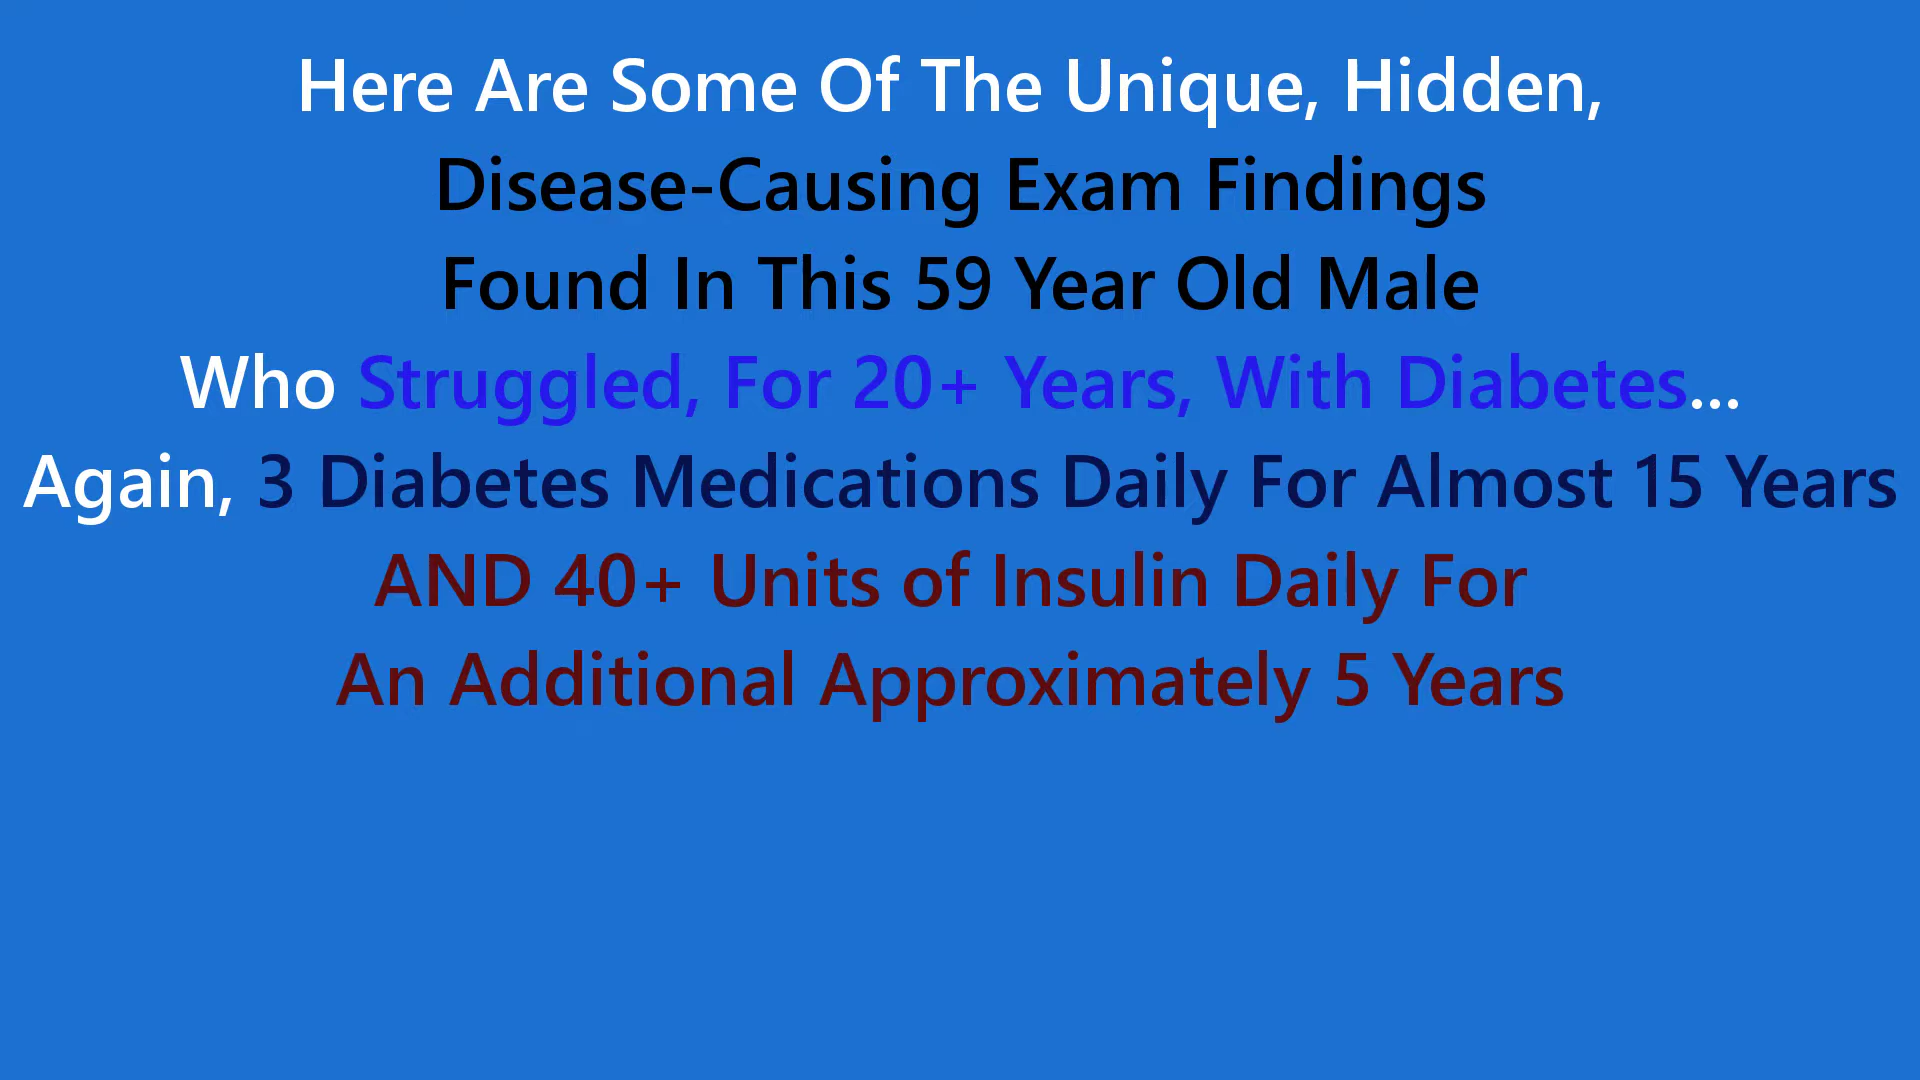 Here Are Some Of The Unique, Hidden,
Disease-Causing Exam Findings
Found In This 59 Year Old Male
Who Struggled, For 20+ Years, With Diabetes...
Again, 3 Diabetes Medications Daily For Almost 15 Years
AND 40+ Units of Insulin Daily For
An Additional Approximately 5 Years